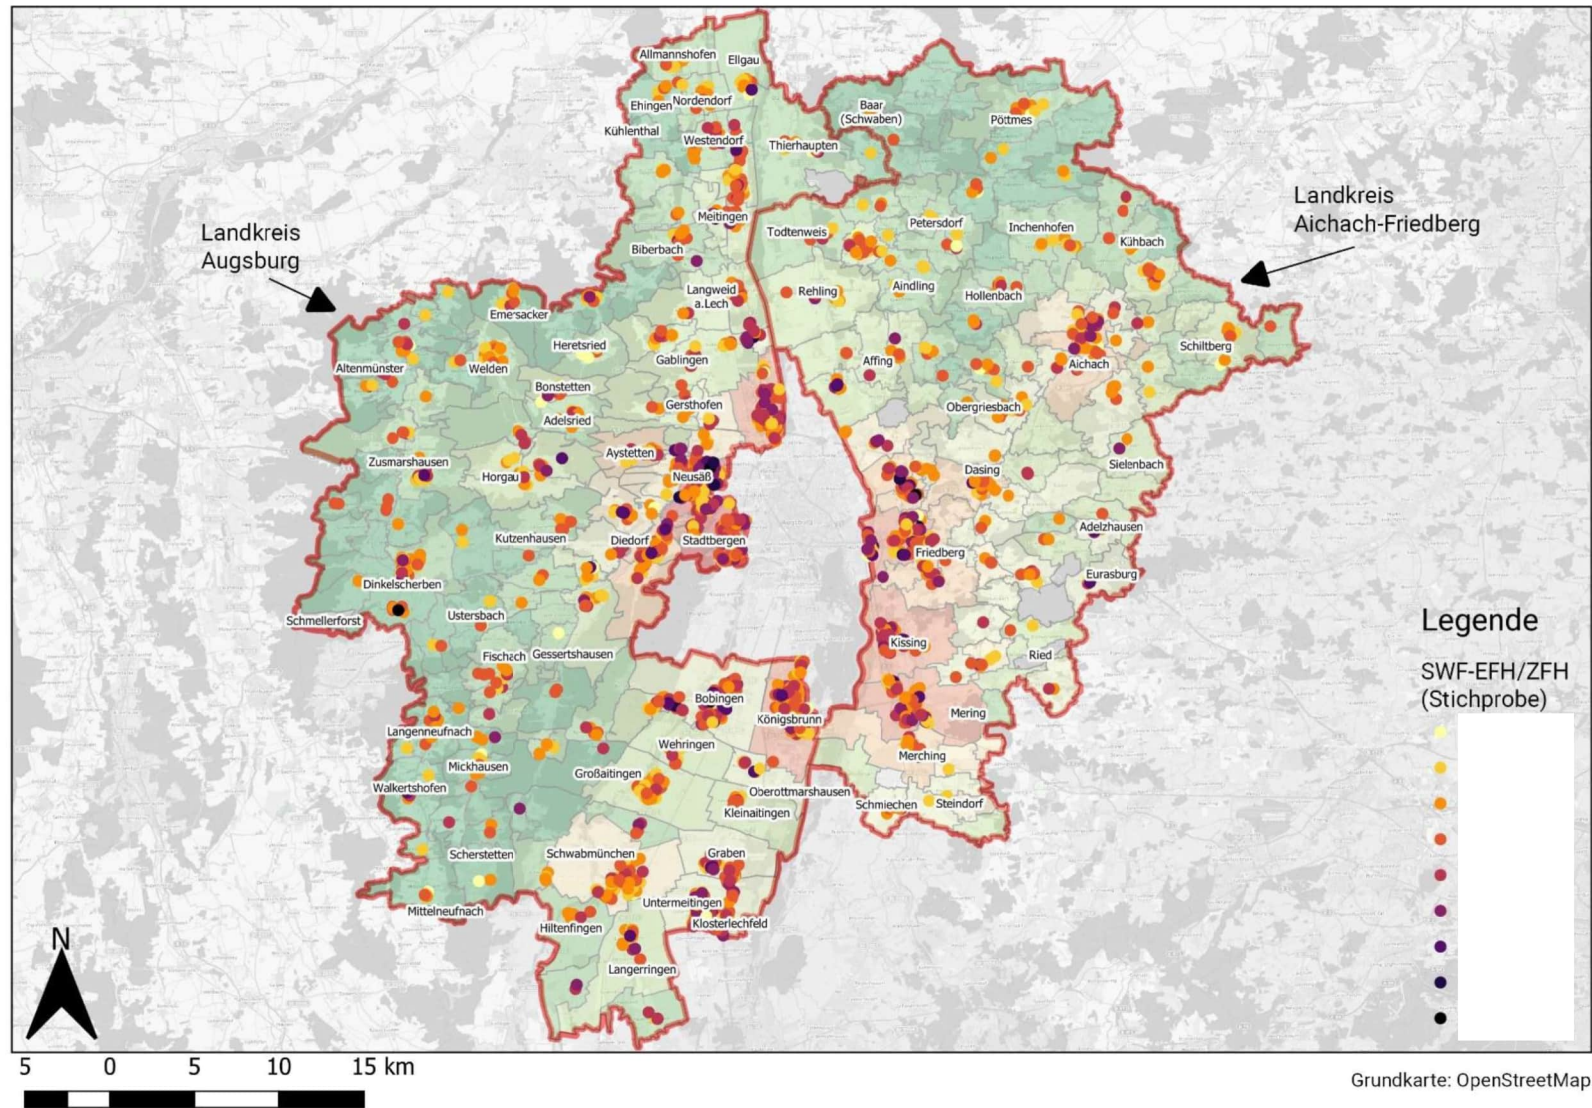 Allmannshofen
Ellgau
Ehingen
Nordendorf
Baar
(Schwaben)
Pöttmes
Kühlenthal
Westendorf
Thierhaupten
Landkreis
Aichach-Friedberg
Meitingen
Todtenweis
Petersdorf
Inchenhofen
Kühbach
Landkreis
Augsburg
Biberbach
Langweid
a.Lech
Rehling
Aindling
Hollenbach
Emersacker
Heretsried
Gablingen
Affing
Aichach
Schiltberg
Altenmünster
Welden
Bonstetten
Adelsried
Gersthofen
Obergriesbach
Zusmarshausen
Horgau
Aystetten
Neusäß
Dasing
Sielenbach
Kutzenhausen
Diedorf
Stadtbergen
Friedberg
Adelzhausen
Dinkelscherben
Eurasburg
Schmellerforst
Ustersbach
Fischach
Gessertshausen
Kissing
Ried
Legende
SWF-EFH/ZFH
(Stichprobe)
Langenneufnach
Bobingen
Königsbrunn
Mering
Mickhausen
Wehringen
Merching
Walkertshofen
Großaitingen
Oberottmarshausen
Kleinaitingen
Schmiechen
Steindorf
Scherstetten
Schwabmünchen
Graben
Mittelneufnach
Untermeitingen
Hiltenfingen
Klosterlechfeld
Langerringen
N
5 0 5 10 15 km
Grundkarte: OpenStreetMap